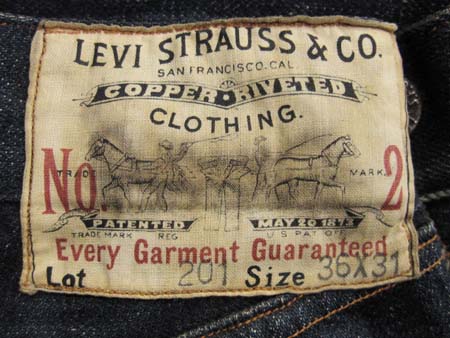 LEVI STRAUSS & CO.
SAN FRANCISCO-CAL.
COPPER-RIVETED
CLOTHING.
TRADE MARK.
No. 2
PATENTED MAY 20 1873
TRADE MARK REG U.S PAT OFF.
Every Garment Guaranteed
Lot 201 Size 36X31